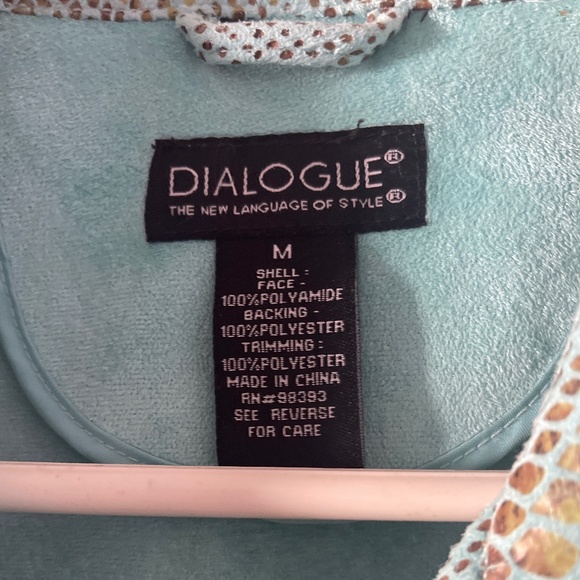 DIALOGUE®
THE NEW LANGUAGE OF STYLE®
M
SHELL :
FACE -
100%POLYAMIDE
BACKING -
100%POLYESTER
TRIMMING :
100%POLYESTER
MADE IN CHINA
RN#98393
SEE REVERSE
FOR CARE